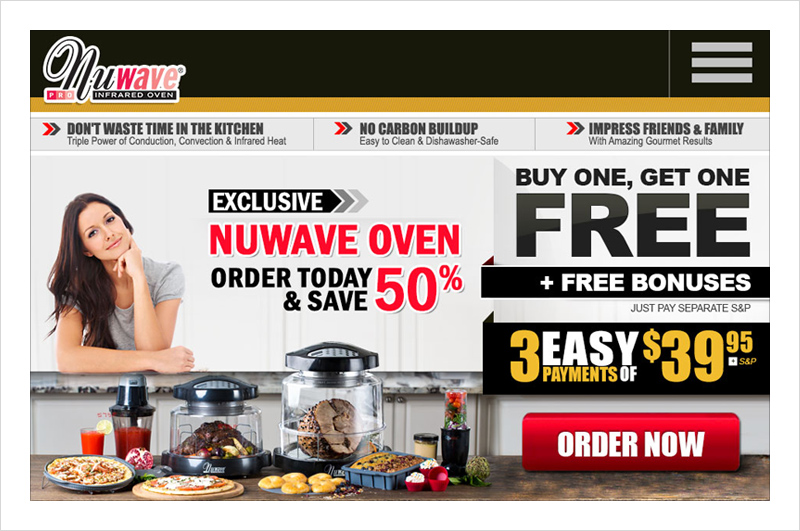 Nuwave®
PRO INFRARED OVEN
DON'T WASTE TIME IN THE KITCHEN
Triple Power of Conduction, Convection & Infrared Heat
NO CARBON BUILDUP
Easy to Clean & Dishawasher-Safe
IMPRESS FRIENDS & FAMILY
With Amazing Gourmet Results
EXCLUSIVE
NUWAVE OVEN
ORDER TODAY
& SAVE 50%
BUY ONE, GET ONE
FREE
+ FREE BONUSES
JUST PAY SEPARATE S&P
3 EASY PAYMENTS OF $39.95
+ S&P
ORDER NOW
Nuwave